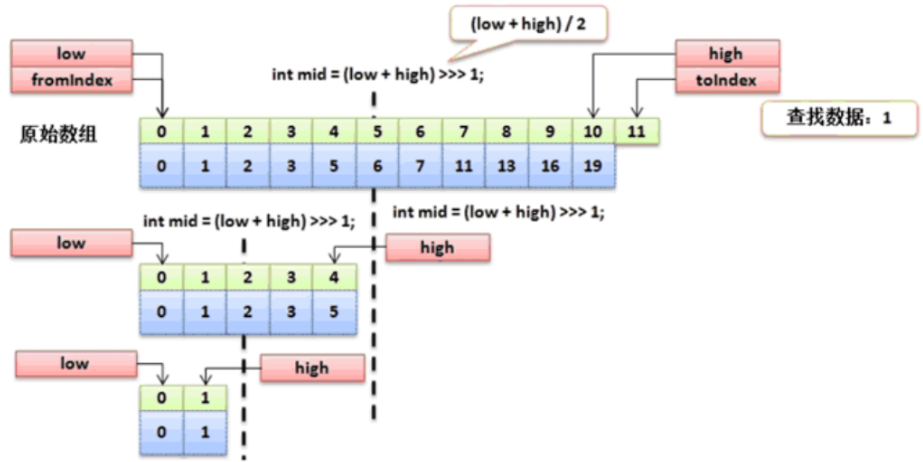 (low + high) / 2
low
high
fromIndex
int mid = (low + high) >>> 1;
toIndex
原始数组
0 1 2 3 4 5 6 7 8 9 10 11
查找数据：1
0 1 2 3 5 6 7 11 13 16 19
int mid = (low + high) >>> 1;
int mid = (low + high) >>> 1;
low
high
0 1 2 3 4
0 1 2 3 5
low
high
0 1
0 1